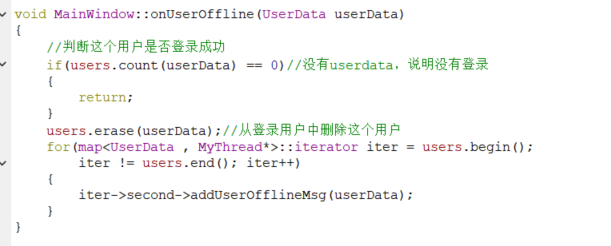 void MainWindow::onUserOffline(UserData userData)
{
//判断这个用户是否登录成功
if(users.count(userData) == 0)//没有userdata，说明没有登录
{
return;
}
users.erase(userData);//从登录用户中删除这个用户
for(map<UserData , MyThread*>::iterator iter = users.begin();
iter != users.end(); iter++)
{
iter->second->addUserOfflineMsg(userData);
}
}